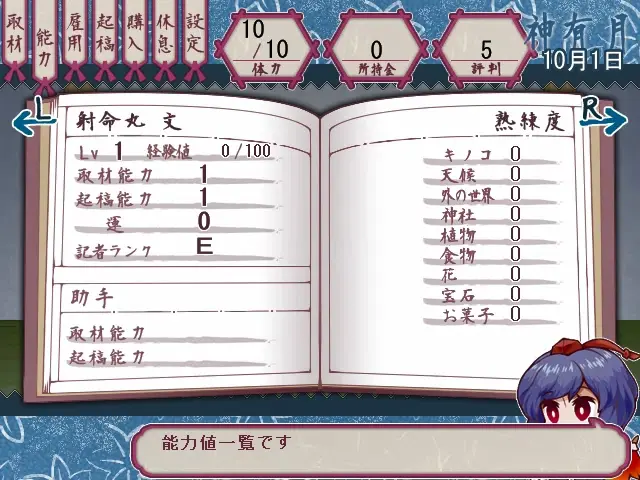 取材
能力
雇用
起稿
購入
休息
設定
10/10
体力
0
所持金
5
評判
神有月
10月1日
L
R
射命丸 文
Lv 1 経験値 0/100
取材能力 1
起稿能力 1
運 0
記者ランク E
助手
取材能力
起稿能力
熟練度
キノコ 0
天候 0
外の世界 0
神社 0
植物 0
食物 0
花 0
宝石 0
お菓子 0
能力値一覧です